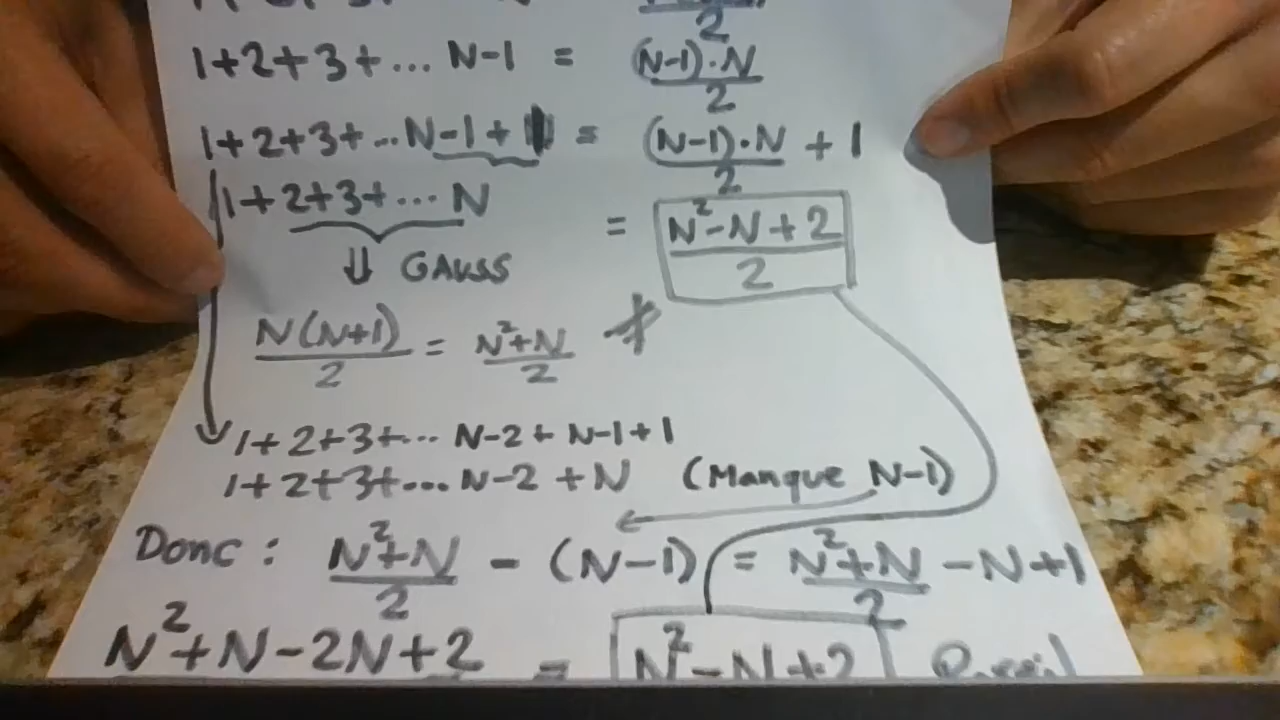 1+2+3+... N-1 = (N-1)·N / 2
1+2+3+...N-1+1 = (N-1)·N / 2 + 1
1+2+3+... N = N²-N+2 / 2
⇓ GAUSS
N(N+1) / 2 = N²+N / 2 *
1+2+3+... N-2+N-1+1
1+2+3+... N-2+N (Manque N-1)
Donc : N²+N / 2 - (N-1) = N²+N / 2 -N+1
N²+N-2N+2 = N²-N+2